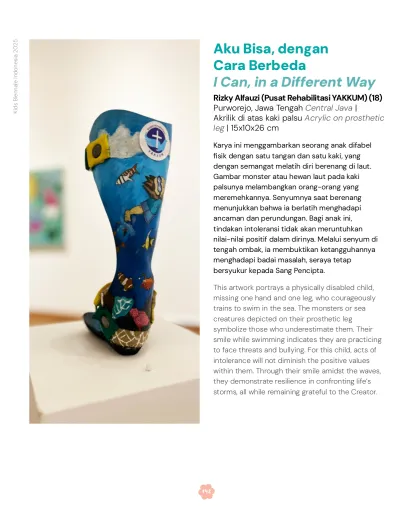 Kids Biennale Indonesia 2025
Aku Bisa, dengan
Cara Berbeda
I Can, in a Different Way
Rizky Alfauzi (Pusat Rehabilitasi YAKKUM) (18)
Purworejo, Jawa Tengah Central Java |
Akrilik di atas kaki palsu Acrylic on prosthetic
leg | 15x10x26 cm
Karya ini menggambarkan seorang anak difabel
fisik dengan satu tangan dan satu kaki, yang
dengan semangat melatih diri berenang di laut.
Gambar monster atau hewan laut pada kaki
palsunya melambangkan orang-orang yang
meremehkannya. Senyumnya saat berenang
menunjukkan bahwa ia berlatih menghadapi
ancaman dan perundungan. Bagi anak ini,
tindakan intoleransi tidak akan meruntuhkan
nilai-nilai positif dalam dirinya. Melalui senyum di
tengah ombak, ia membuktikan ketangguhannya
menghadapi badai masalah, seraya tetap
bersyukur kepada Sang Pencipta.
This artwork portrays a physically disabled child,
missing one hand and one leg, who courageously
trains to swim in the sea. The monsters or sea
creatures depicted on their prosthetic leg
symbolize those who underestimate them. Their
smile while swimming indicates they are practicing
to face threats and bullying. For this child, acts of
intolerance will not diminish the positive values
within them. Through their smile amidst the waves,
they demonstrate resilience in confronting life's
storms, all while remaining grateful to the Creator.